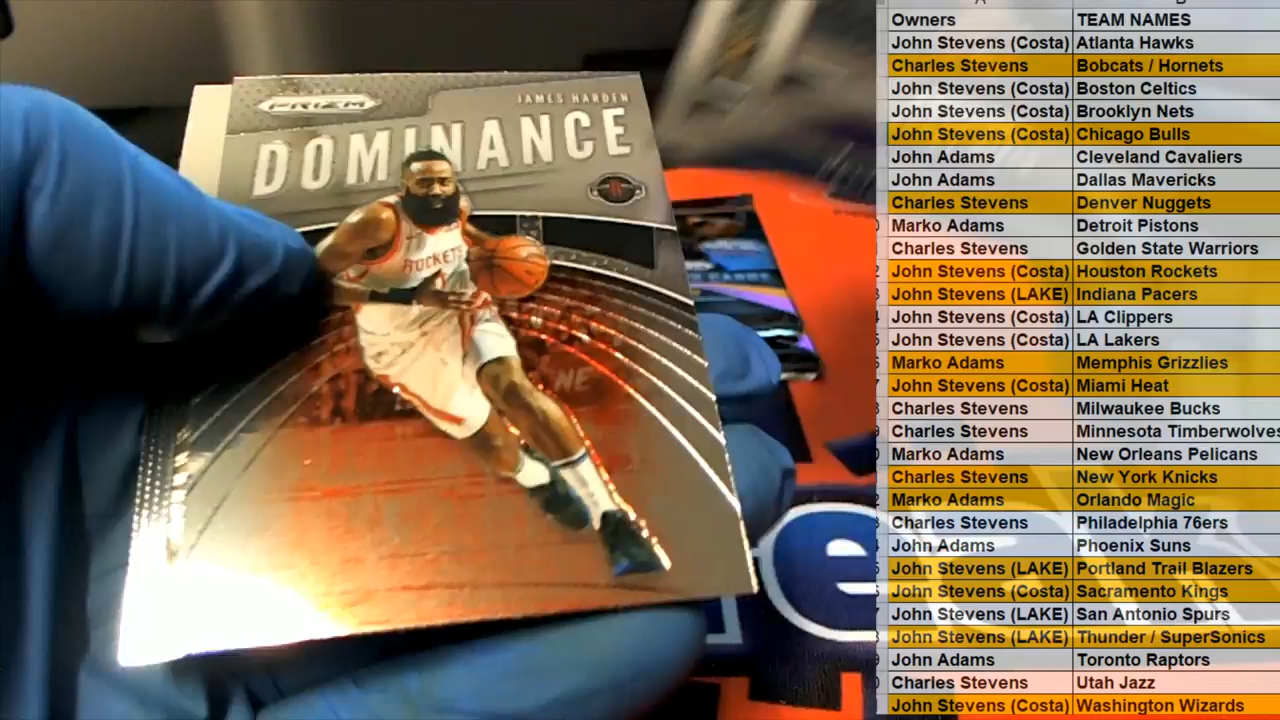 PRIZM
JAMES HARDEN
DOMINANCE
ROCKETS
Owners TEAM NAMES
John Stevens (Costa) Atlanta Hawks
Charles Stevens Bobcats / Hornets
John Stevens (Costa) Boston Celtics
John Stevens (Costa) Brooklyn Nets
John Stevens (Costa) Chicago Bulls
John Adams Cleveland Cavaliers
John Adams Dallas Mavericks
Charles Stevens Denver Nuggets
Marko Adams Detroit Pistons
Charles Stevens Golden State Warriors
John Stevens (Costa) Houston Rockets
John Stevens (LAKE) Indiana Pacers
John Stevens (Costa) LA Clippers
John Stevens (Costa) LA Lakers
Marko Adams Memphis Grizzlies
John Stevens (Costa) Miami Heat
Charles Stevens Milwaukee Bucks
Charles Stevens Minnesota Timberwolves
Marko Adams New Orleans Pelicans
Charles Stevens New York Knicks
Marko Adams Orlando Magic
Charles Stevens Philadelphia 76ers
John Adams Phoenix Suns
John Stevens (LAKE) Portland Trail Blazers
John Stevens (Costa) Sacramento Kings
John Stevens (LAKE) San Antonio Spurs
John Stevens (LAKE) Thunder / SuperSonics
John Adams Toronto Raptors
Charles Stevens Utah Jazz
John Stevens (Costa) Washington Wizards